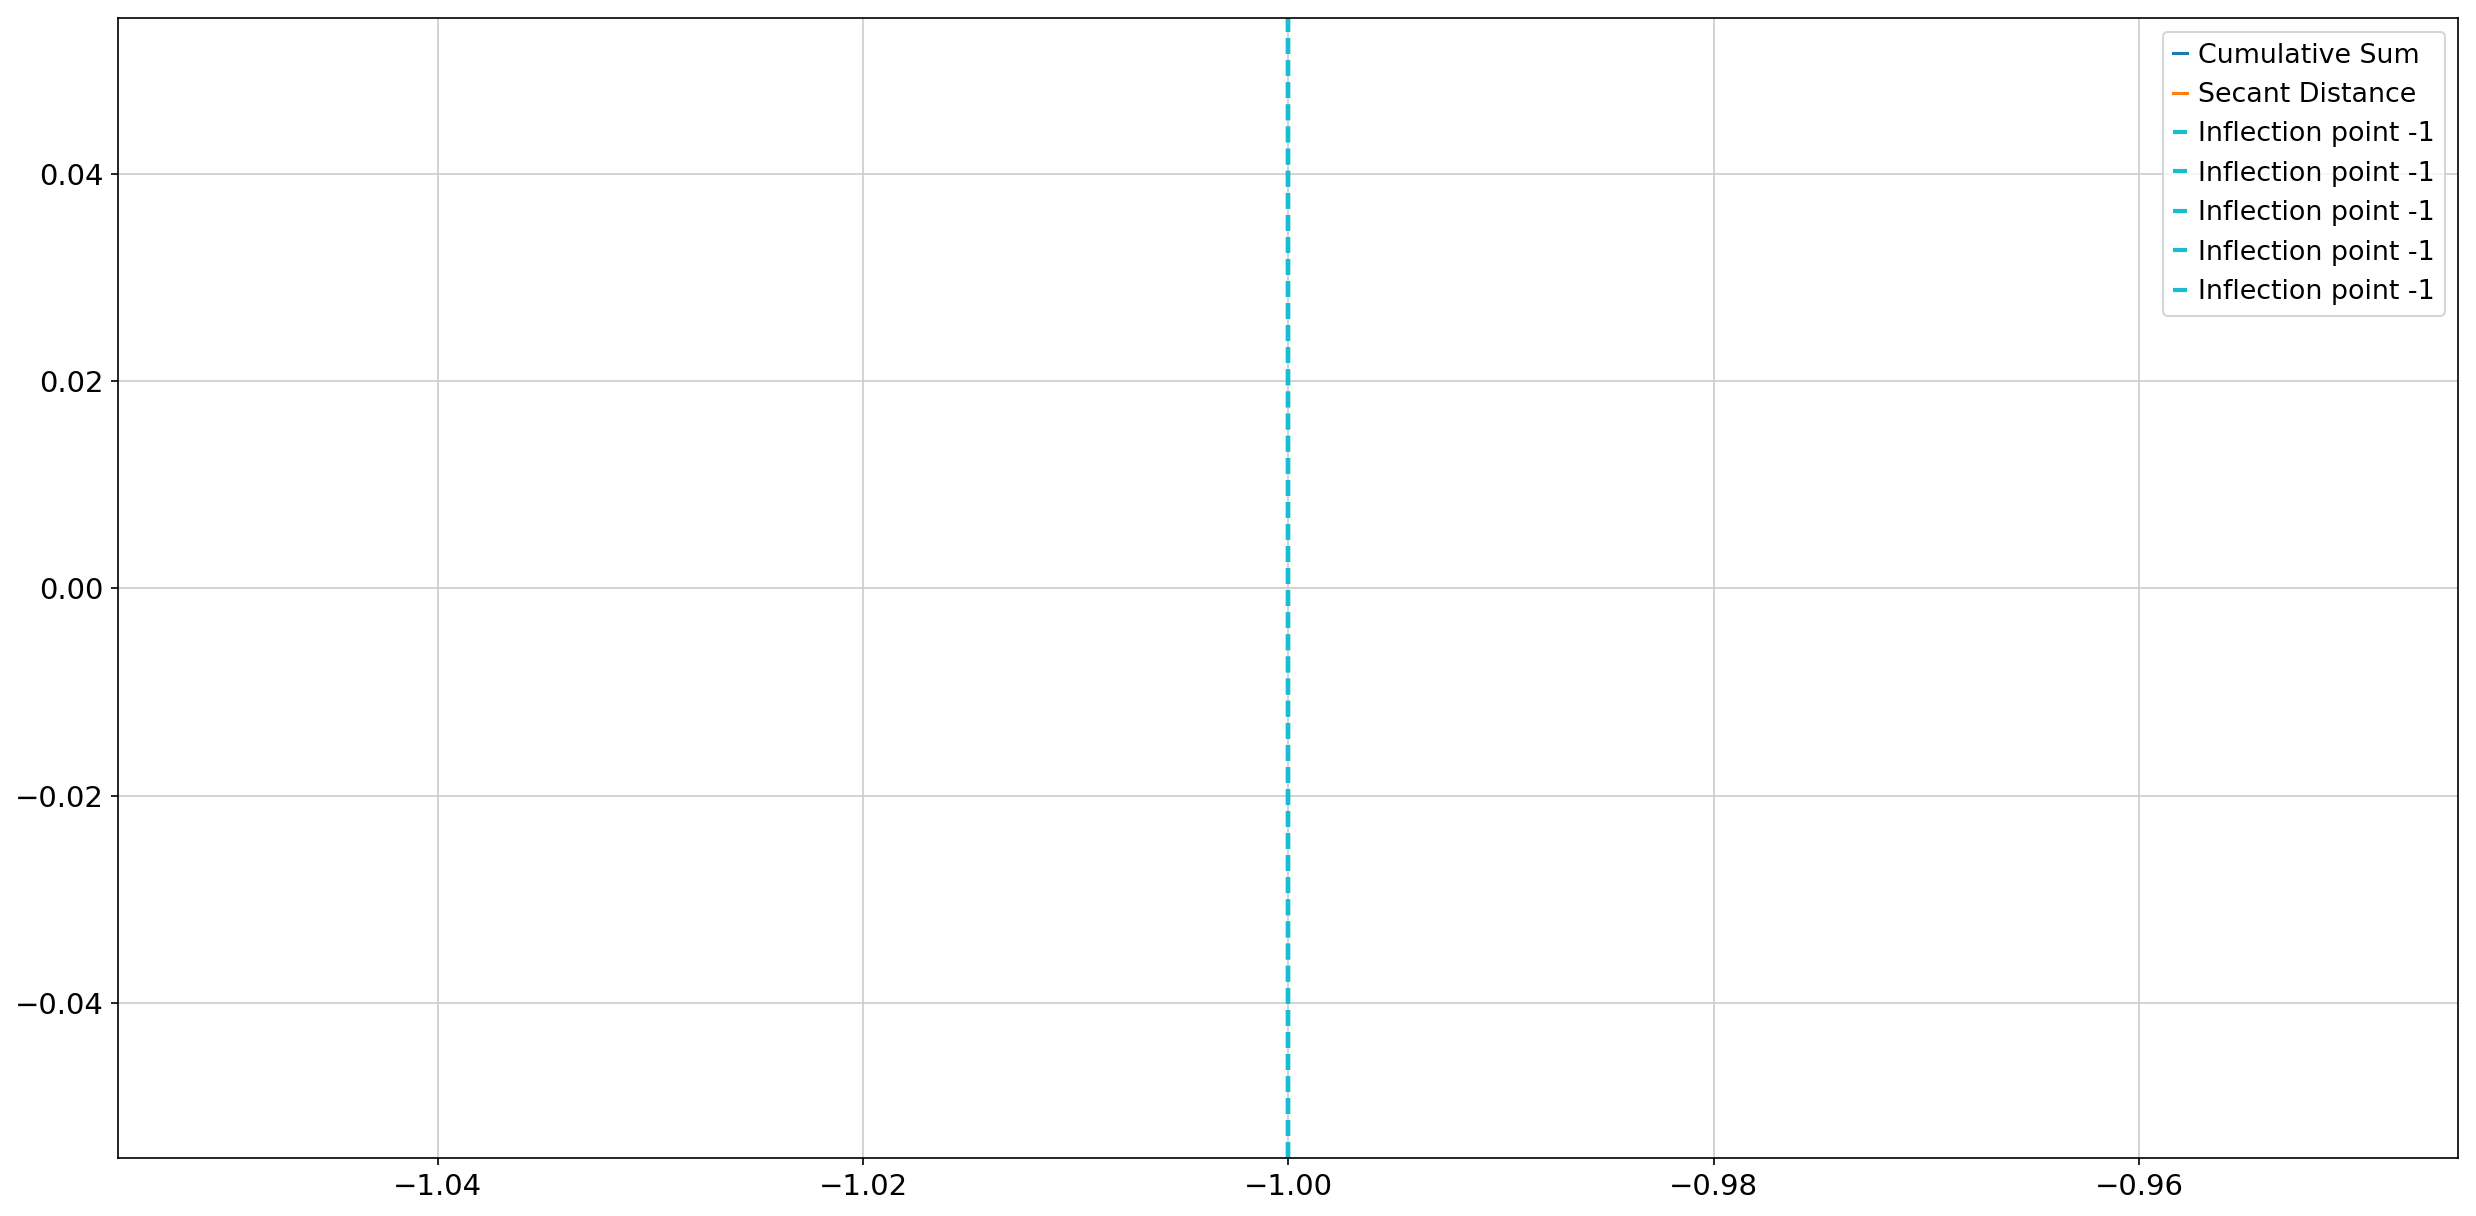 Cumulative Sum
Secant Distance
Inflection point -1
Inflection point -1
Inflection point -1
Inflection point -1
Inflection point -1
0.04
0.02
0.00
−0.02
−0.04
−1.04 −1.02 −1.00 −0.98 −0.96